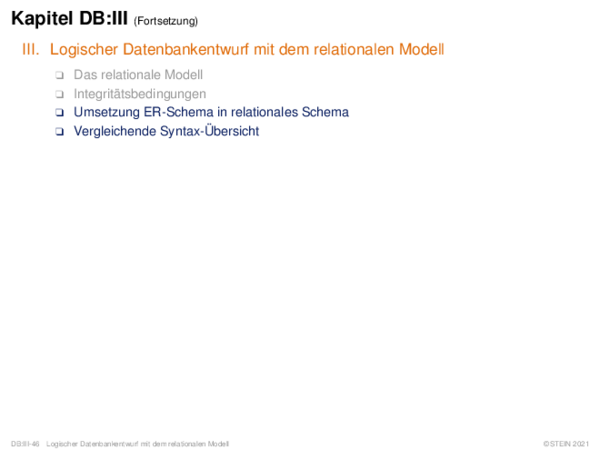 Kapitel DB:III (Fortsetzung)
III. Logischer Datenbankentwurf mit dem relationalen Modell
❑ Das relationale Modell
❑ Integritätsbedingungen
❑ Umsetzung ER-Schema in relationales Schema
❑ Vergleichende Syntax-Übersicht
DB:III-46 Logischer Datenbankentwurf mit dem relationalen Modell ©STEIN 2021